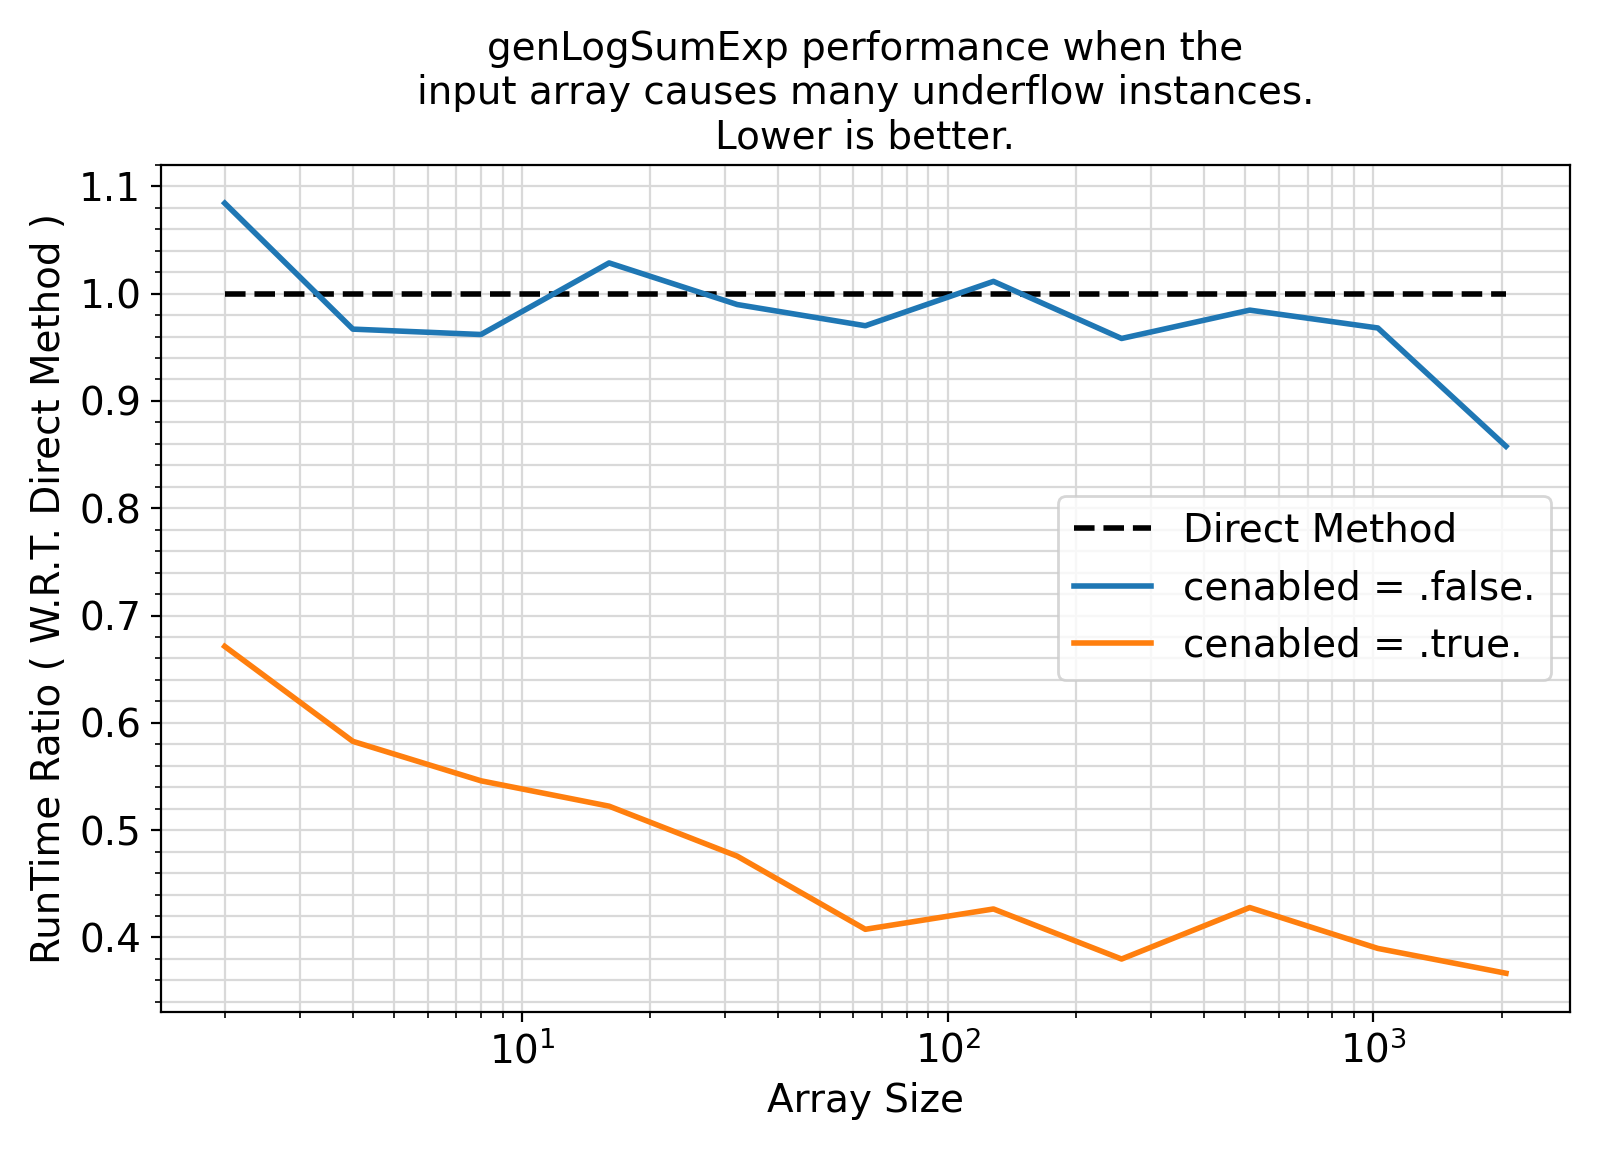 genLogSumExp performance when the
input array causes many underflow instances.
Lower is better.
RunTime Ratio ( W.R.T. Direct Method )
1.1
1.0
0.9
0.8
0.7
0.6
0.5
0.4
Direct Method
cenabled = .false.
cenabled = .true.
10¹ 10² 10³
Array Size